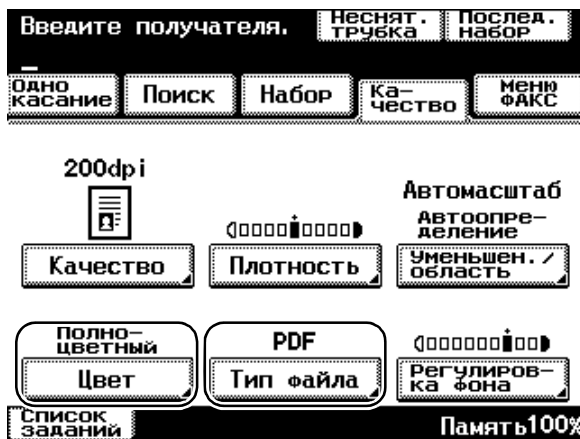 Введите получателя.
Неснят. трубка
Послед. набор
Одно касание
Поиск
Набор
Ка- чество
Меню ФАКС
200dpi
Автомасштаб
Автоопре-
деление
Качество
Плотность
Уменьшен./ область
Полно-
цветный
PDF
Цвет
Тип файла
Регулиров- ка фона
Список заданий
Память100%